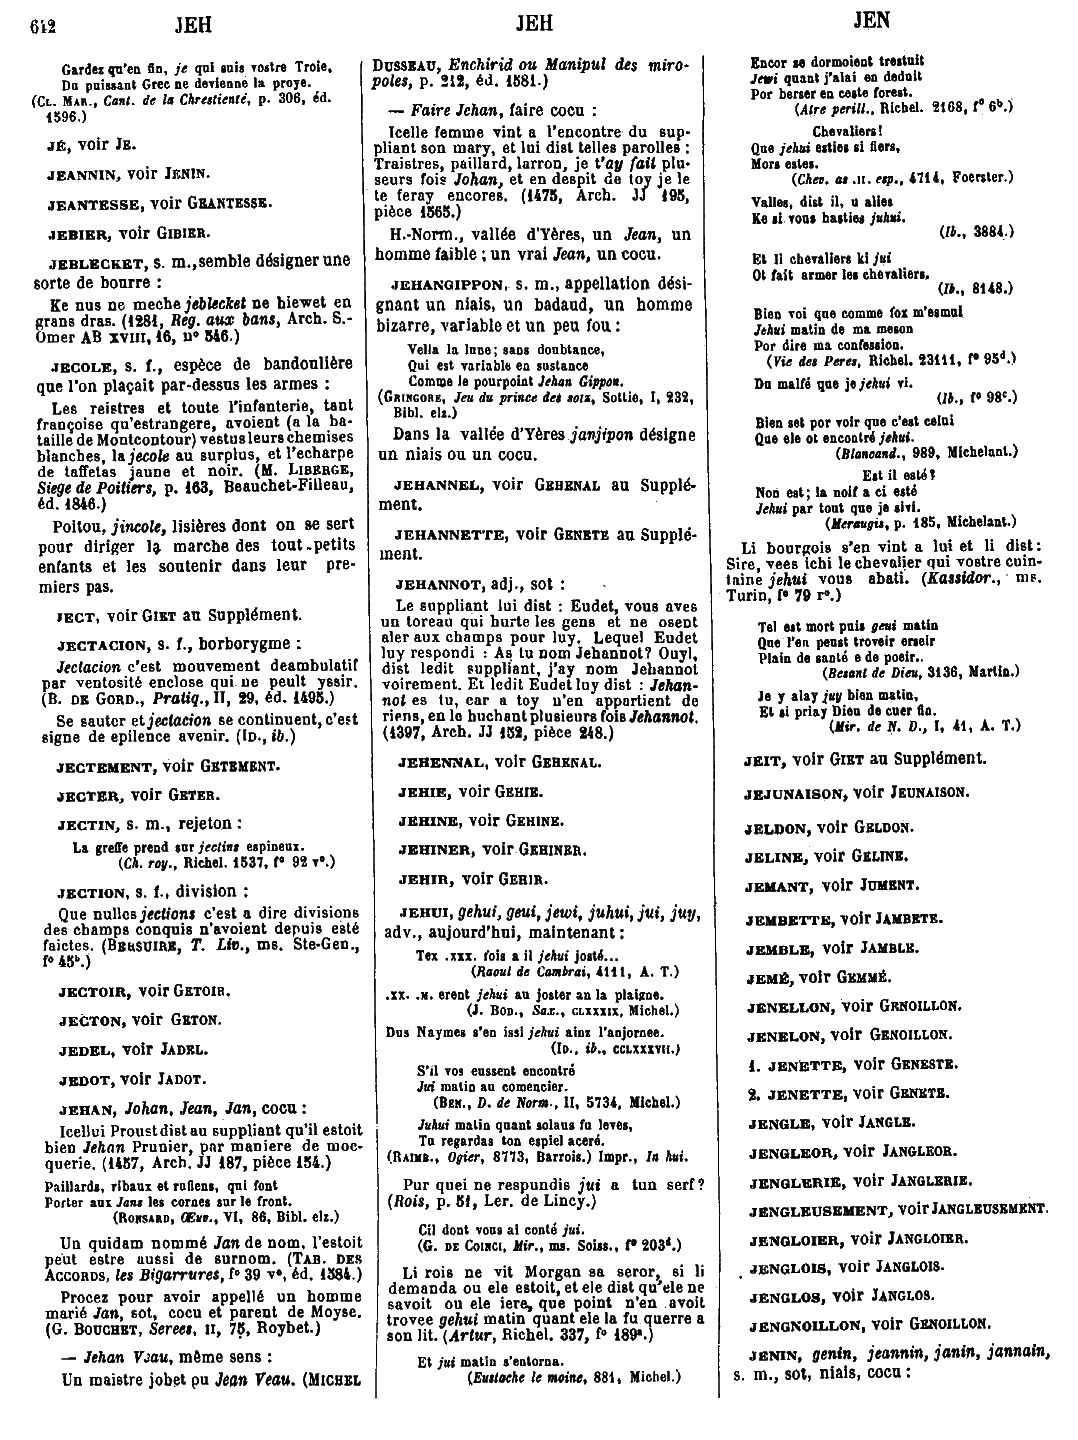 642
JEH
JEH
JEN
Gardez qu'en fin, je qui suis vostre Troie,
Du puissant Grec ne devienne la proye.
(CL. MAR., Cant. de la Chrestienté, p. 306, éd.
1596.)
JÉ, voir JE.
JEANNIN, voir JENIN.
JEANTESSE, voir GEANTESSE.
JEBIER, voir GIBIER.
JEBLECKET, s. m., semble désigner une
sorte de bourre :
Ke nus ne meche jeblecket ne hiewet en
grans dras. (1281, Reg. aux bans, Arch. S.-
Omer AB XVIII, 16, n° 546.)
JECOLE, s. f., espèce de bandoulière
que l'on plaçait par-dessus les armes :
Les reistres et toute l'infanterie, tant
françoise qu'estrangere, avoient (a la ba-
taille de Montcontour) vestus leurs chemises
blanches, la jecole au surplus, et l'echarpe
de taffetas jaune et noir. (M. LIBERGE,
Siege de Poitiers, p. 163, Beauchet-Filleau,
éd. 1846.)
Poitou, jincole, lisières dont on se sert
pour diriger la marche des tout-petits
enfants et les soutenir dans leur pre-
miers pas.
JECT, voir GIET au Supplément.
JECTACION, s. f., borborygme :
Jectacion c'est mouvement deambulatif
par ventosité enclose qui ne peult yssir.
(B. DE GORD., Pratiq., II, 29, éd. 1495.)
Se sauter et jectacion se continuent, c'est
signe de epilence avenir. (ID., ib.)
JECTEMENT, voir GETEMENT.
JECTER, voir GETER.
JECTIN, s. m., rejeton :
La greffe prend sur jectins espineux.
(Ch. roy., Richel. 1537, f° 92 v°.)
JECTION, s. f., division :
Que nulles jections c'est a dire divisions
des champs conquis n'avoient depuis esté
faictes. (BERSUIRE, T. Liv., ms. Ste-Gen.,
f° 45b.)
JECTOIR, voir GETOIR.
JECTON, voir GETON.
JEDEL, voir JADEL.
JEDOT, voir JADOT.
JEHAN, Johan, Jean, Jan, cocu :
Icellui Proust dist au suppliant qu'il estoit
bien Jehan Prunier, par maniere de moc-
querie. (1457, Arch. JJ 187, pièce 154.)
Paillards, ribaux et rufiens, qui font
Porter aux Jans les cornes sur le front.
(RONSARD, Œuv., VI, 86, Bibl. elz.)
Un quidam nommé Jan de nom, l'estoit
peut estre aussi de surnom. (TAB. DES
ACCORDS, les Bigarrures, f° 39 v°, éd. 1584.)
Procez pour avoir appellé un homme
marié Jan, sot, cocu et parent de Moyse.
(G. BOUCHET, Serees, II, 75, Roybet.)
— Jehan Veau, même sens :
Un maistre jobet ou Jean Veau. (MICHEL
DUSSEAU, Enchirid ou Manipul des miro-
poles, p. 212, éd. 1581.)
— Faire Jehan, faire cocu :
Icelle femme vint a l'encontre du sup-
pliant son mary, et lui dist telles parolles :
Traistres, paillard, larron, je t'ay fait plu-
seurs fois Johan, et en despit de toy je le
te feray encores. (1475, Arch. JJ 195,
pièce 1565.)
H.-Norm., vallée d'Yères, un Jean, un
homme faible ; un vrai Jean, un cocu.
JEHANGIPPON, s. m., appellation dési-
gnant un niais, un badaud, un homme
bizarre, variable et un peu fou :
Vella la lune; sans doubtance,
Qui est variable en sustance
Comme le pourpoint Jehan Gippon.
(GRINGORE, Jeu du prince des sotz, Sottie, I, 232,
Bibl. elz.)
Dans la vallée d'Yères janjipon désigne
un niais ou un cocu.
JEHANNEL, voir GEHENAL au Supplé-
ment.
JEHANNETTE, voir GENETE au Supplé-
ment.
JEHANNOT, adj., sot :
Le suppliant lui dist : Eudet, vous aves
un toreau qui hurte les gens et ne osent
aler aux champs pour luy. Lequel Eudet
luy respondi : As tu nom Jehannot? Ouyl,
dist ledit suppliant, j'ay nom Jehannot
voirement. Et ledit Eudet luy dist : Jehan-
not es tu, car a toy n'en appartient de
riens, en le huchant plusieurs fois Jehannot.
(1397, Arch. JJ 152, pièce 248.)
JEHENNAL, voir GEHENAL.
JEHIE, voir GEHIE.
JEHINE, voir GEHINE.
JEHINER, voir GEHINER.
JEHIR, voir GEHIR.
JEHUI, gehui, geui, jewi, juhui, jui, juy,
adv., aujourd'hui, maintenant :
Tex .xxx. fois a il jehui josté...
(Raoul de Cambrai, 4111, A. T.)
.XX. .M. erent jehui au joster an la plaigne.
(J. BOD., Sax., CLXXXIX, Michel.)
Dus Naymes s'en issi jehui ainz l'anjornee.
(ID., ib., CCLXXXVII.)
S'il vos eussent encontré
Jui matin au comencier.
(BEN., D. de Norm., II, 5734, Michel.)
Juhui matin quant solaus fu leves,
Tu regardas ton espiel aceré.
(RAIMB., Ogier, 8773, Barrois.) Impr., In hui.
Pur quei ne respundis jui a tun serf?
(Rois, p. 51, Ler. de Lincy.)
Cil dont vous ai conté jui.
(G. DE COINCI, Mir., ms. Soiss., f° 203d.)
Li rois ne vit Morgan sa seror, si li
demanda ou ele estoit, et ele dist qu'ele ne
savoit ou ele iere, que point n'en avoit
trovee gehui matin quant ele la fu querre a
son lit. (Artur, Richel. 337, f° 189a.)
Et jui matin s'entorna.
(Eustache le moine, 881, Michel.)
Encor se dormoient trestuit
Jewi quant j'alai en deduit
Por berser en ceste forest.
(Atre perill., Richel. 2168, f° 6b.)
Chevaliers!
Que jehui esties si fiers,
Mors estes.
(Chev. as .II. esp., 4714, Foerster.)
Valles, dist il, u alies
Ke si vous hasties juhui.
(Ib., 3884.)
Et li chevaliers ki jui
Ot fait armer les chevaliers.
(Ib., 8148.)
Bien voi que comme fox m'esmui
Jehui matin de ma meson
Por dire ma confession.
(Vie des Peres, Richel. 23111, f° 95d.)
Du malfé que je jehui vi.
(Ib., f° 98c.)
Bien set por voir que c'est celui
Que ele ot encontré jehui.
(Blancand., 989, Michelant.)
Est il esté?
Non est; la noif a ci esté
Jehui par tout que je sivi.
(Meraugis, p. 185, Michelant.)
Li bourgois s'en vint a lui et li dist:
Sire, vees ichi le chevalier qui vostre cuin-
taine jehui vous abati. (Kassidor., ms.
Turin, f° 79 r°.)
Tel est mort puis geui matin
Que l'en penst troveir erseir
Plain de santé e de poeir..
(Besant de Dieu, 3136, Martin.)
Je y alay juy bien matin,
Et si priay Dieu de cuer fin.
(Mir. de N. D., I, 41, A. T.)
JEIT, voir GIET au Supplément.
JEJUNAISON, voir JEUNAISON.
JELDON, voir GELDON.
JELINE, voir GELINE.
JEMANT, voir JUMENT.
JEMBETTE, voir JAMBETE.
JEMBLE, voir JAMBLE.
JEMÉ, voir GEMMÉ.
JENELLON, voir GENOILLON.
JENELON, voir GENOILLON.
1. JENETTE, voir GENESTE.
2. JENETTE, voir GENETE.
JENGLE, voir JANGLE.
JENGLEOR, voir JANGLEOR.
JENGLERIE, voir JANGLERIE.
JENGLEUSEMENT, voir JANGLEUSEMENT.
JENGLOIER, voir JANGLOIER.
JENGLOIS, voir JANGLOIS.
JENGLOS, voir JANGLOS.
JENGNOILLON, voir GENOILLON.
JENIN, genin, jeannin, janin, jannain,
s. m., sot, niais, cocu :